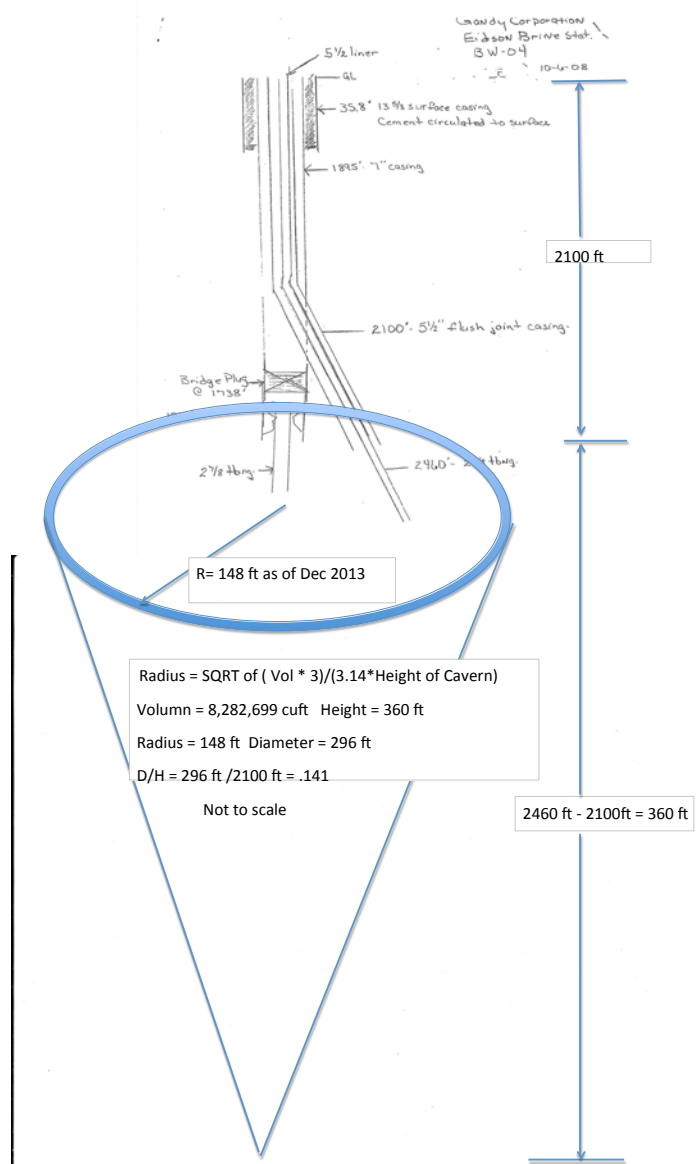 Gandy Corporation
Eidson Brine Stat.
BW-04
10-6-08
5½ liner
GL
35.8' 13⅝ surface casing
Cement circulated to surface
1895'- 7" casing
2100 ft
2100'- 5½" flush joint casing.
Bridge Plug
@ 1738'
2⅞ tbng.
2460'- tbng.
R= 148 ft as of Dec 2013
Radius = SQRT of ( Vol * 3)/(3.14*Height of Cavern)
Volumn = 8,282,699 cuft Height = 360 ft
Radius = 148 ft Diameter = 296 ft
D/H = 296 ft /2100 ft = .141
Not to scale
2460 ft - 2100ft = 360 ft